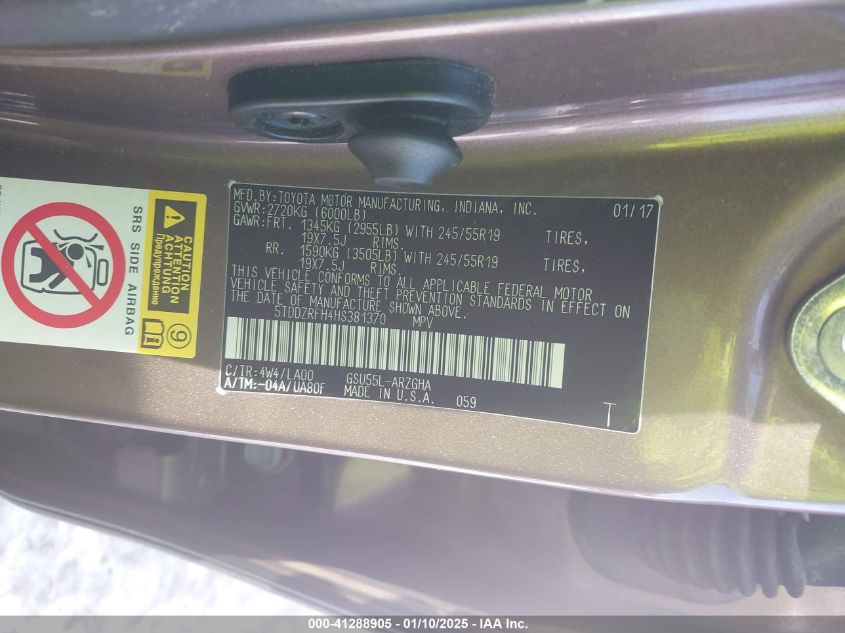 MFD.BY:TOYOTA MOTOR MANUFACTURING, INDIANA, INC. 01/17
GVWR:2720KG (6000LB)
GAWR:FRT. 1345KG (2955LB) WITH 245/55R19 TIRES,
19X7.5J RIMS.
RR. 1590KG (3505LB) WITH 245/55R19 TIRES,
19X7.5J RIMS.
THIS VEHICLE CONFORMS TO ALL APPLICABLE FEDERAL MOTOR
VEHICLE SAFETY AND THEFT PREVENTION STANDARDS IN EFFECT ON
THE DATE OF MANUFACTURE SHOWN ABOVE.
5TDDZRFH4HS381370 MPV
C/TR:4W4/LA00 GSU55L-ARZGHA
A/TM:-04A/UA80F MADE IN U.S.A. 059
T
SRS SIDE AIRBAG
CAUTION
ATTENTION
ACHTUNG
Предупреждение
9
000-41288905 - 01/10/2025 - IAA Inc.